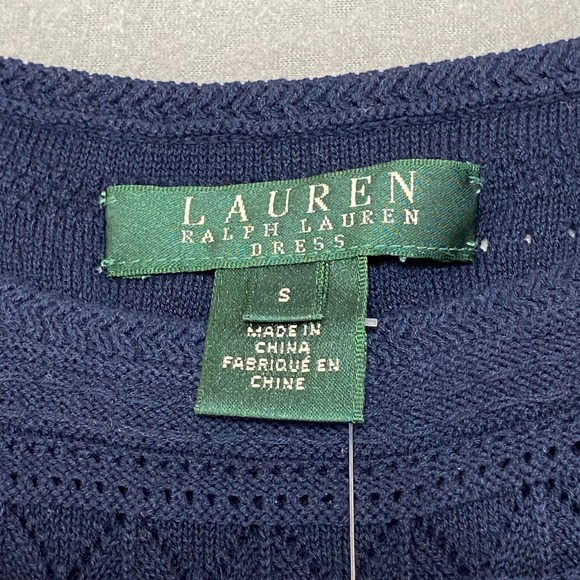 LAUREN
RALPH LAUREN
DRESS
S
MADE IN
CHINA
FABRIQUÉ EN
CHINE